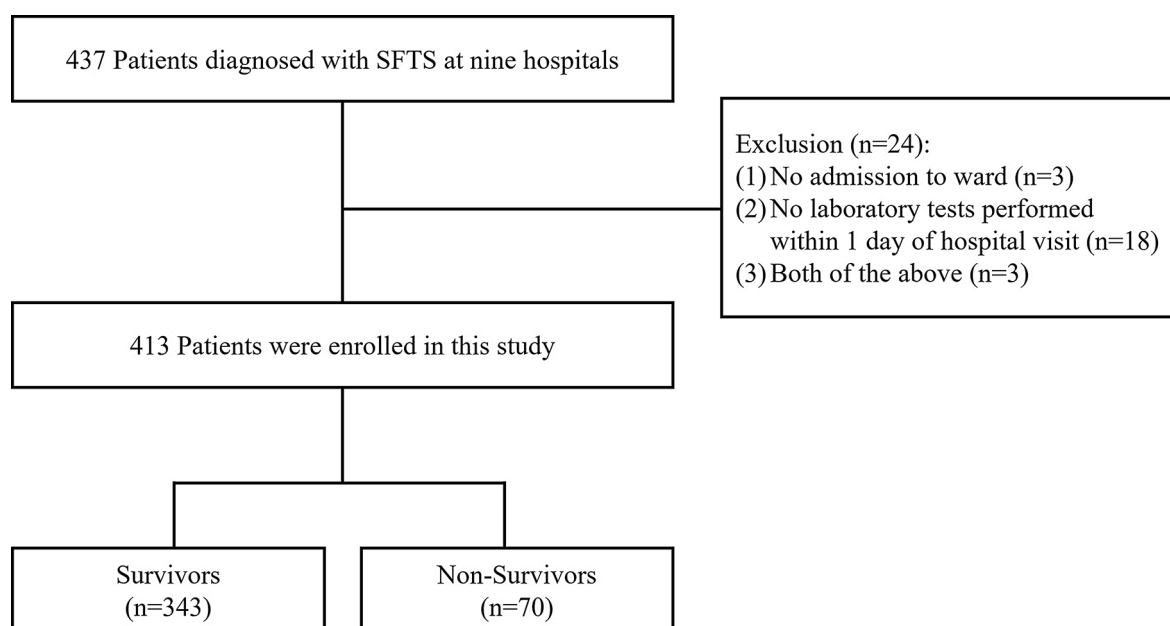 437 Patients diagnosed with SFTS at nine hospitals
Exclusion (n=24):
(1) No admission to ward (n=3)
(2) No laboratory tests performed
within 1 day of hospital visit (n=18)
(3) Both of the above (n=3)
413 Patients were enrolled in this study
Survivors
(n=343)
Non-Survivors
(n=70)